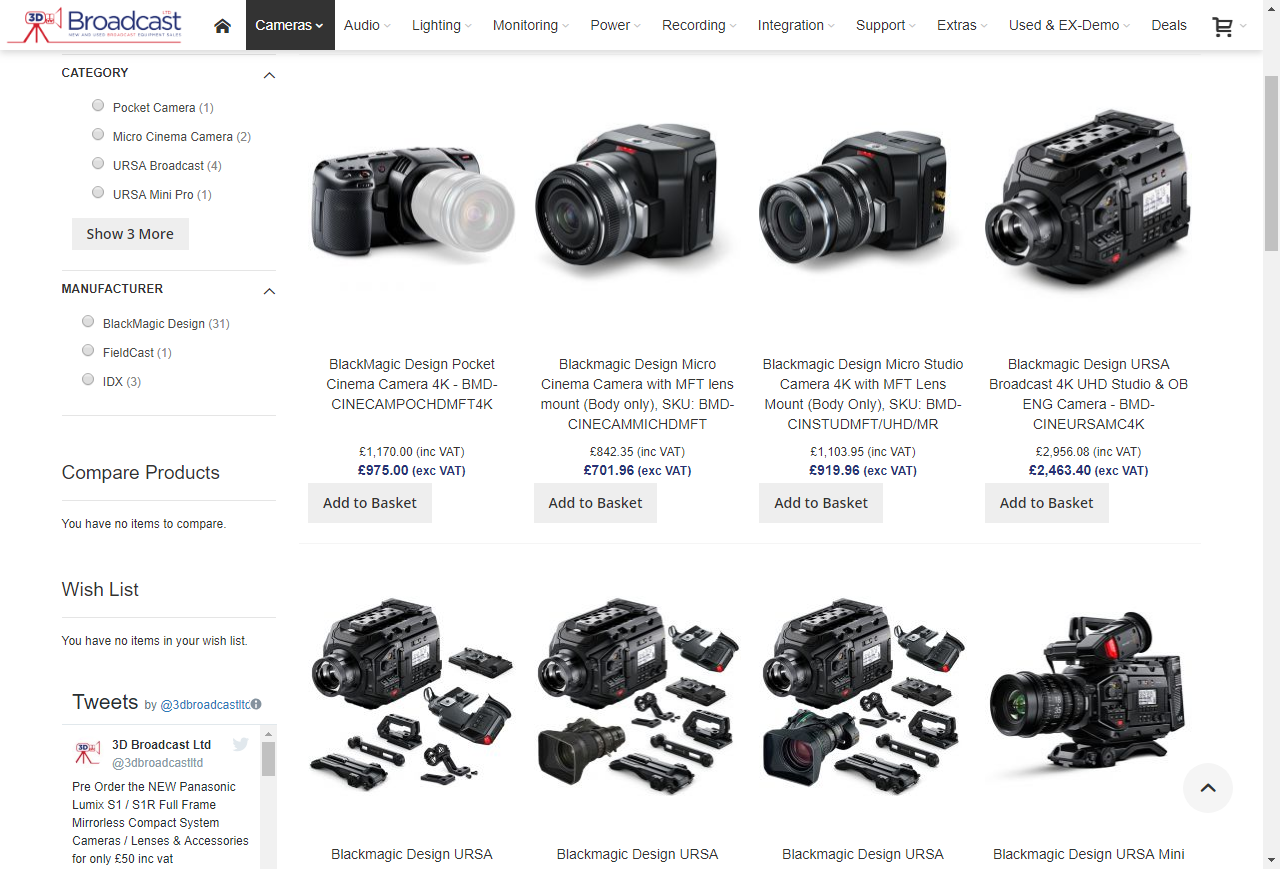 3D Broadcast LTD
NEW AND USED BROADCAST EQUIPMENT SALES
Cameras
Audio
Lighting
Monitoring
Power
Recording
Integration
Support
Extras
Used & EX-Demo
Deals
CATEGORY
Pocket Camera (1)
Micro Cinema Camera (2)
URSA Broadcast (4)
URSA Mini Pro (1)
Show 3 More
MANUFACTURER
BlackMagic Design (31)
FieldCast (1)
IDX (3)
Compare Products
You have no items to compare.
Wish List
You have no items in your wish list.
Tweets by @3dbroadcastltd
3D Broadcast Ltd
@3dbroadcastltd
Pre Order the NEW Panasonic
Lumix S1 / S1R Full Frame
Mirrorless Compact System
Cameras / Lenses & Accessories
for only £50 inc vat
BlackMagic Design Pocket
Cinema Camera 4K - BMD-
CINECAMPOCHDMFT4K
£1,170.00 (inc VAT)
£975.00 (exc VAT)
Add to Basket
Blackmagic Design Micro
Cinema Camera with MFT lens
mount (Body only), SKU: BMD-
CINECAMMICHDMFT
£842.35 (inc VAT)
£701.96 (exc VAT)
Add to Basket
Blackmagic Design Micro Studio
Camera 4K with MFT Lens
Mount (Body Only), SKU: BMD-
CINSTUDMFT/UHD/MR
£1,103.95 (inc VAT)
£919.96 (exc VAT)
Add to Basket
Blackmagic Design URSA
Broadcast 4K UHD Studio & OB
ENG Camera - BMD-
CINEURSAMC4K
£2,956.08 (inc VAT)
£2,463.40 (exc VAT)
Add to Basket
Blackmagic Design URSA
Blackmagic Design URSA
Blackmagic Design URSA
Blackmagic Design URSA Mini